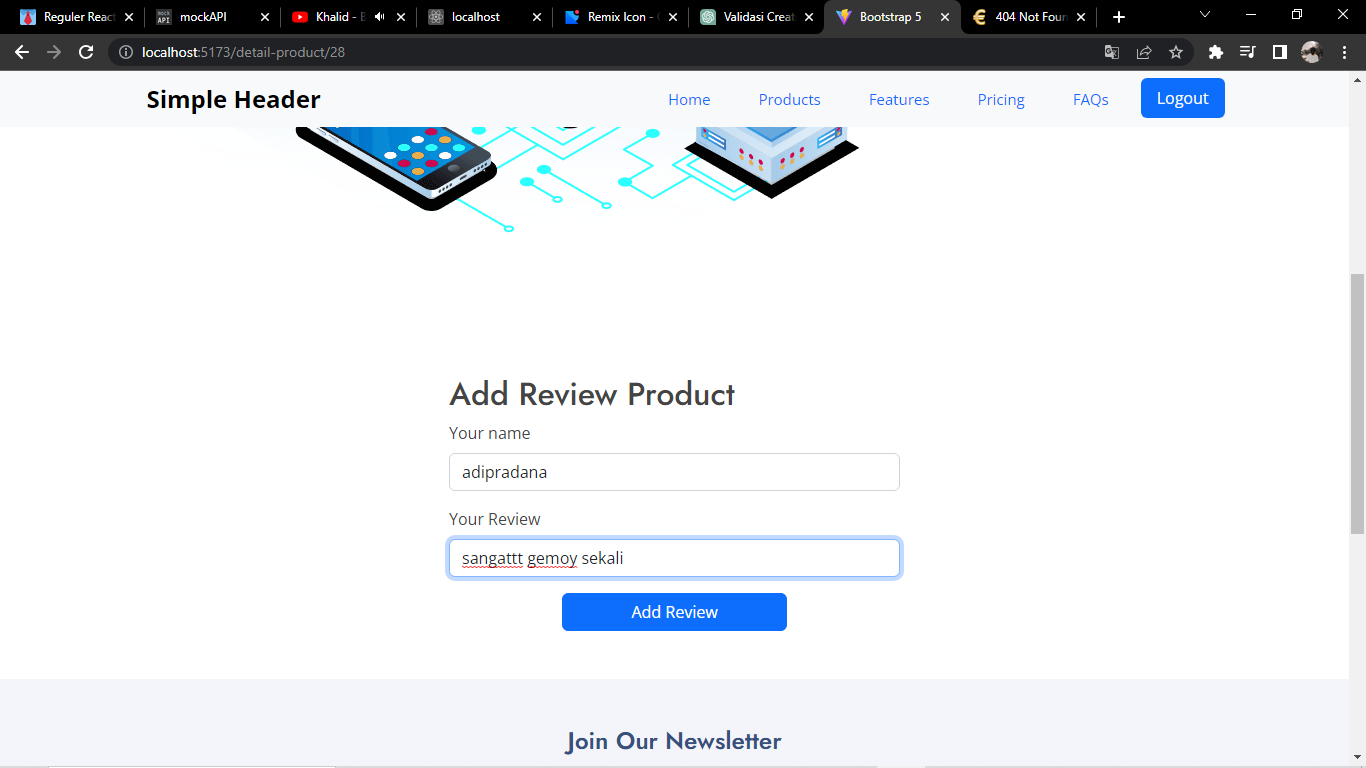 Reguler React
mockAPI
Khalid - B
localhost
Remix Icon -
Validasi Creat
Bootstrap 5
404 Not Foun
localhost:5173/detail-product/28
Simple Header
Home
Products
Features
Pricing
FAQs
Logout
Add Review Product
Your name
adipradana
Your Review
sangattt gemoy sekali
Add Review
Join Our Newsletter